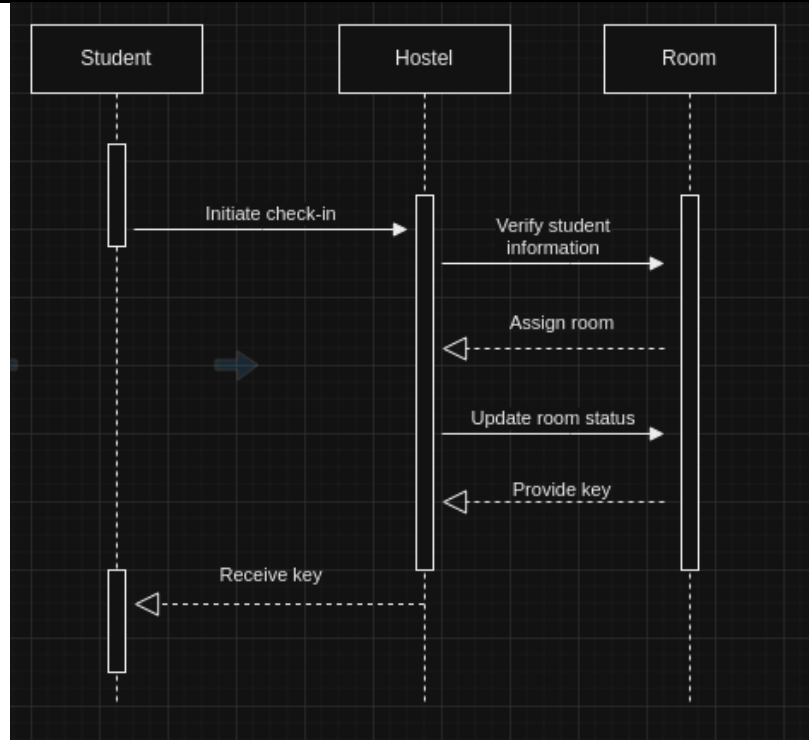 Student
Hostel
Room
Initiate check-in
Verify student
information
Assign room
Update room status
Provide key
Receive key